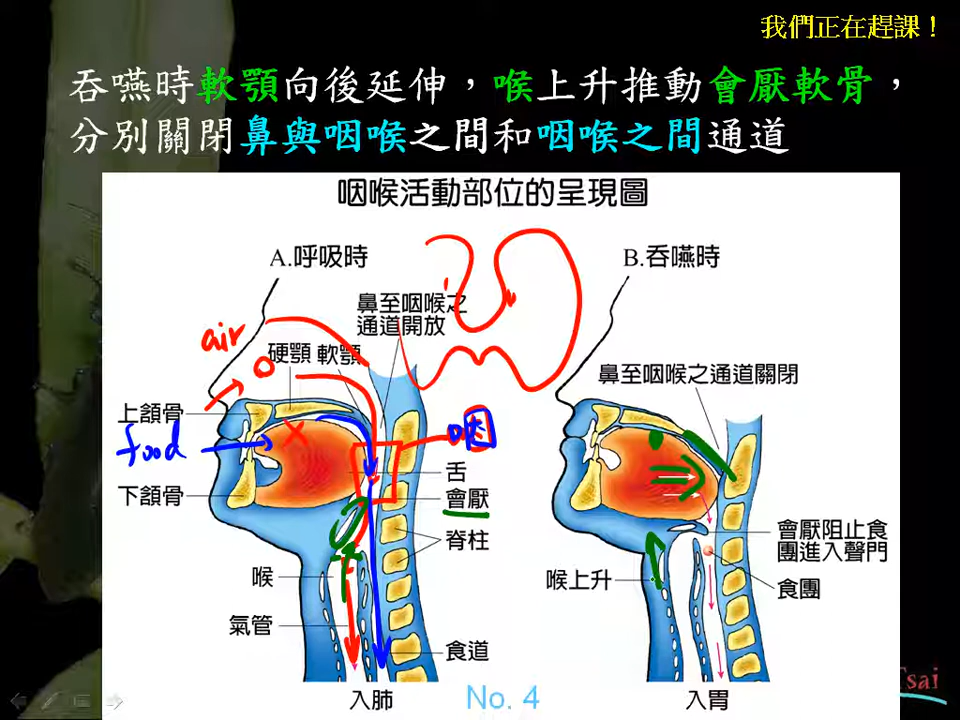 我們正在趕課！
吞嚥時軟顎向後延伸，喉上升推動會厭軟骨，
分別關閉鼻與咽喉之間和咽喉之間通道
咽喉活動部位的呈現圖
A.呼吸時
B.吞嚥時
鼻至咽喉之
通道開放
air
硬顎 軟顎
鼻至咽喉之通道關閉
上頷骨
food
咽
舌
下頷骨
會厭
脊柱
會厭阻止食
團進入聲門
喉
喉上升
食團
氣管
食道
入肺
No. 4
入胃
Tsai